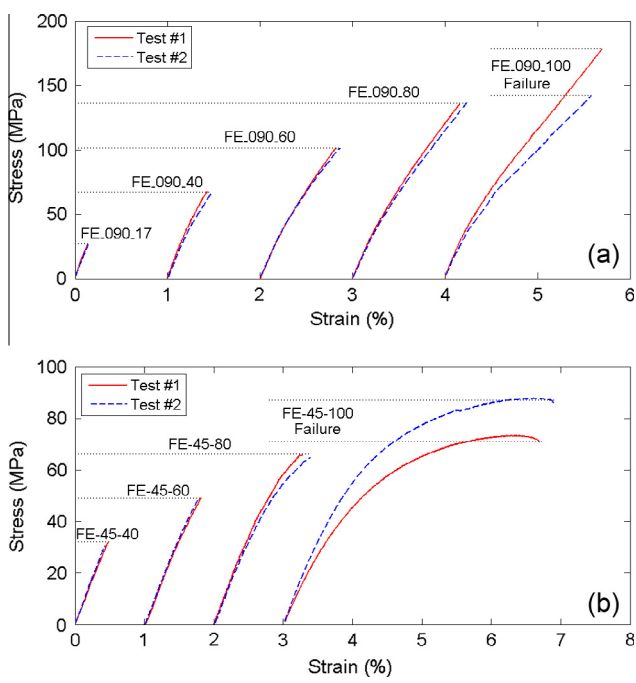 200
150
100
50
0
Stress (MPa)
Test #1
Test #2
FE_090_100
Failure
FE_090_80
FE_090_60
FE_090_40
FE_090_17
(a)
0 1 2 3 4 5 6
Strain (%)
100
80
60
40
20
0
Stress (MPa)
Test #1
Test #2
FE-45-100
Failure
FE-45-80
FE-45-60
FE-45-40
(b)
0 1 2 3 4 5 6 7 8
Strain (%)